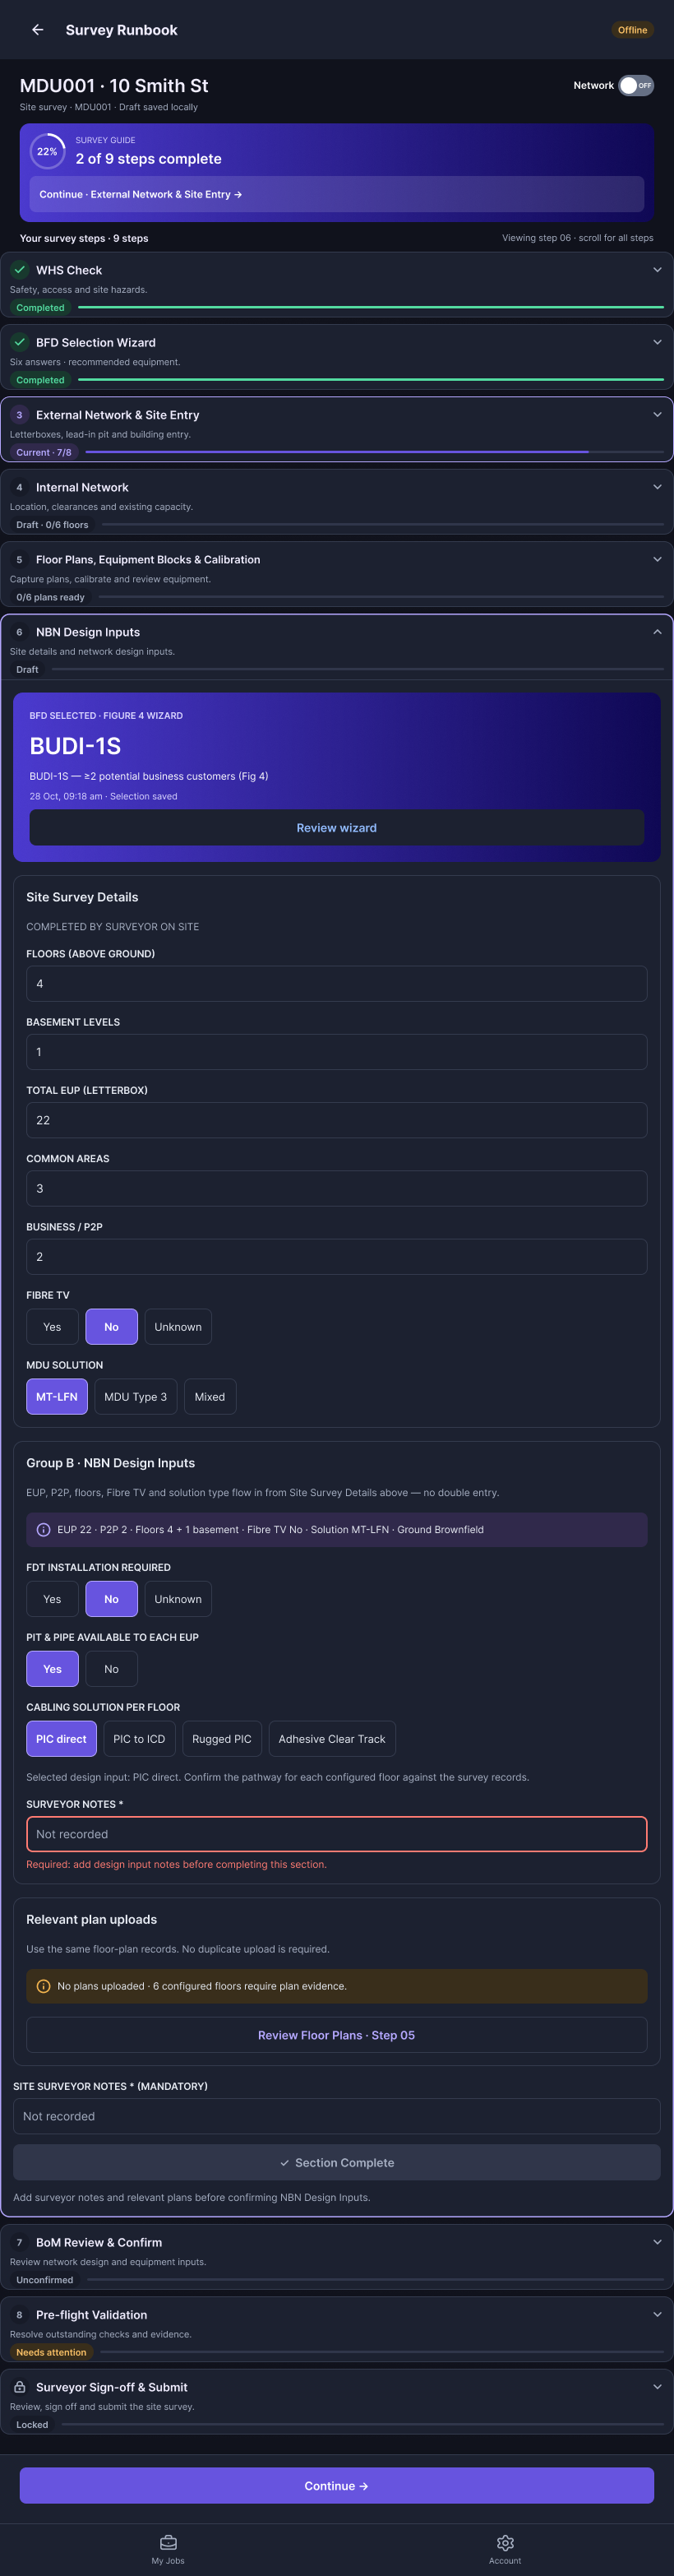 Survey Runbook
Offline
MDU001 · 10 Smith St
Network
OFF
Site survey · MDU001 · Draft saved locally
22%
SURVEY GUIDE
2 of 9 steps complete
Continue · External Network & Site Entry →
Your survey steps · 9 steps
Viewing step 06 · scroll for all steps
WHS Check
Safety, access and site hazards.
Completed
BFD Selection Wizard
Six answers · recommended equipment.
Completed
3
External Network & Site Entry
Letterboxes, lead-in pit and building entry.
Current · 7/8
4
Internal Network
Location, clearances and existing capacity.
Draft · 0/6 floors
5
Floor Plans, Equipment Blocks & Calibration
Capture plans, calibrate and review equipment.
0/6 plans ready
6
NBN Design Inputs
Site details and network design inputs.
Draft
BFD SELECTED · FIGURE 4 WIZARD
BUDI-1S
BUDI-1S — ≥2 potential business customers (Fig 4)
28 Oct, 09:18 am · Selection saved
Review wizard
Site Survey Details
COMPLETED BY SURVEYOR ON SITE
FLOORS (ABOVE GROUND)
4
BASEMENT LEVELS
1
TOTAL EUP (LETTERBOX)
22
COMMON AREAS
3
BUSINESS / P2P
2
FIBRE TV
Yes No Unknown
MDU SOLUTION
MT-LFN MDU Type 3 Mixed
Group B · NBN Design Inputs
EUP, P2P, floors, Fibre TV and solution type flow in from Site Survey Details above — no double entry.
EUP 22 · P2P 2 · Floors 4 + 1 basement · Fibre TV No · Solution MT-LFN · Ground Brownfield
FDT INSTALLATION REQUIRED
Yes No Unknown
PIT & PIPE AVAILABLE TO EACH EUP
Yes No
CABLING SOLUTION PER FLOOR
PIC direct PIC to ICD Rugged PIC Adhesive Clear Track
Selected design input: PIC direct. Confirm the pathway for each configured floor against the survey records.
SURVEYOR NOTES *
Not recorded
Required: add design input notes before completing this section.
Relevant plan uploads
Use the same floor-plan records. No duplicate upload is required.
No plans uploaded · 6 configured floors require plan evidence.
Review Floor Plans · Step 05
SITE SURVEYOR NOTES * (MANDATORY)
Not recorded
✓ Section Complete
Add surveyor notes and relevant plans before confirming NBN Design Inputs.
7
BoM Review & Confirm
Review network design and equipment inputs.
Unconfirmed
8
Pre-flight Validation
Resolve outstanding checks and evidence.
Needs attention
Surveyor Sign-off & Submit
Review, sign off and submit the site survey.
Locked
Continue →
My Jobs
Account